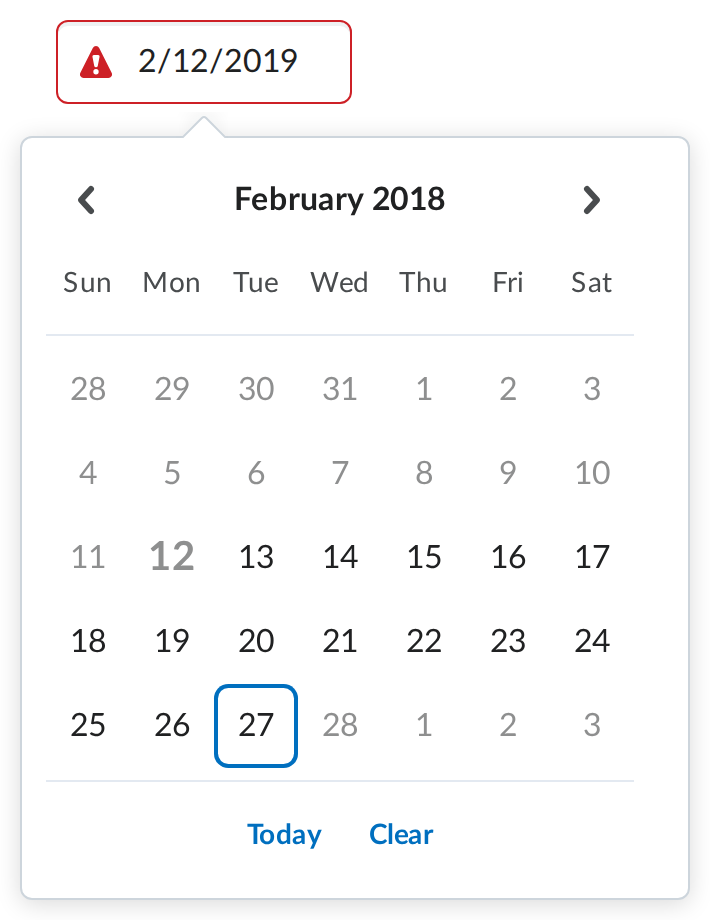 2/12/2019
February 2018
Sun Mon Tue Wed Thu Fri Sat
28 29 30 31 1 2 3
4 5 6 7 8 9 10
11 12 13 14 15 16 17
18 19 20 21 22 23 24
25 26 27 28 1 2 3
Today Clear